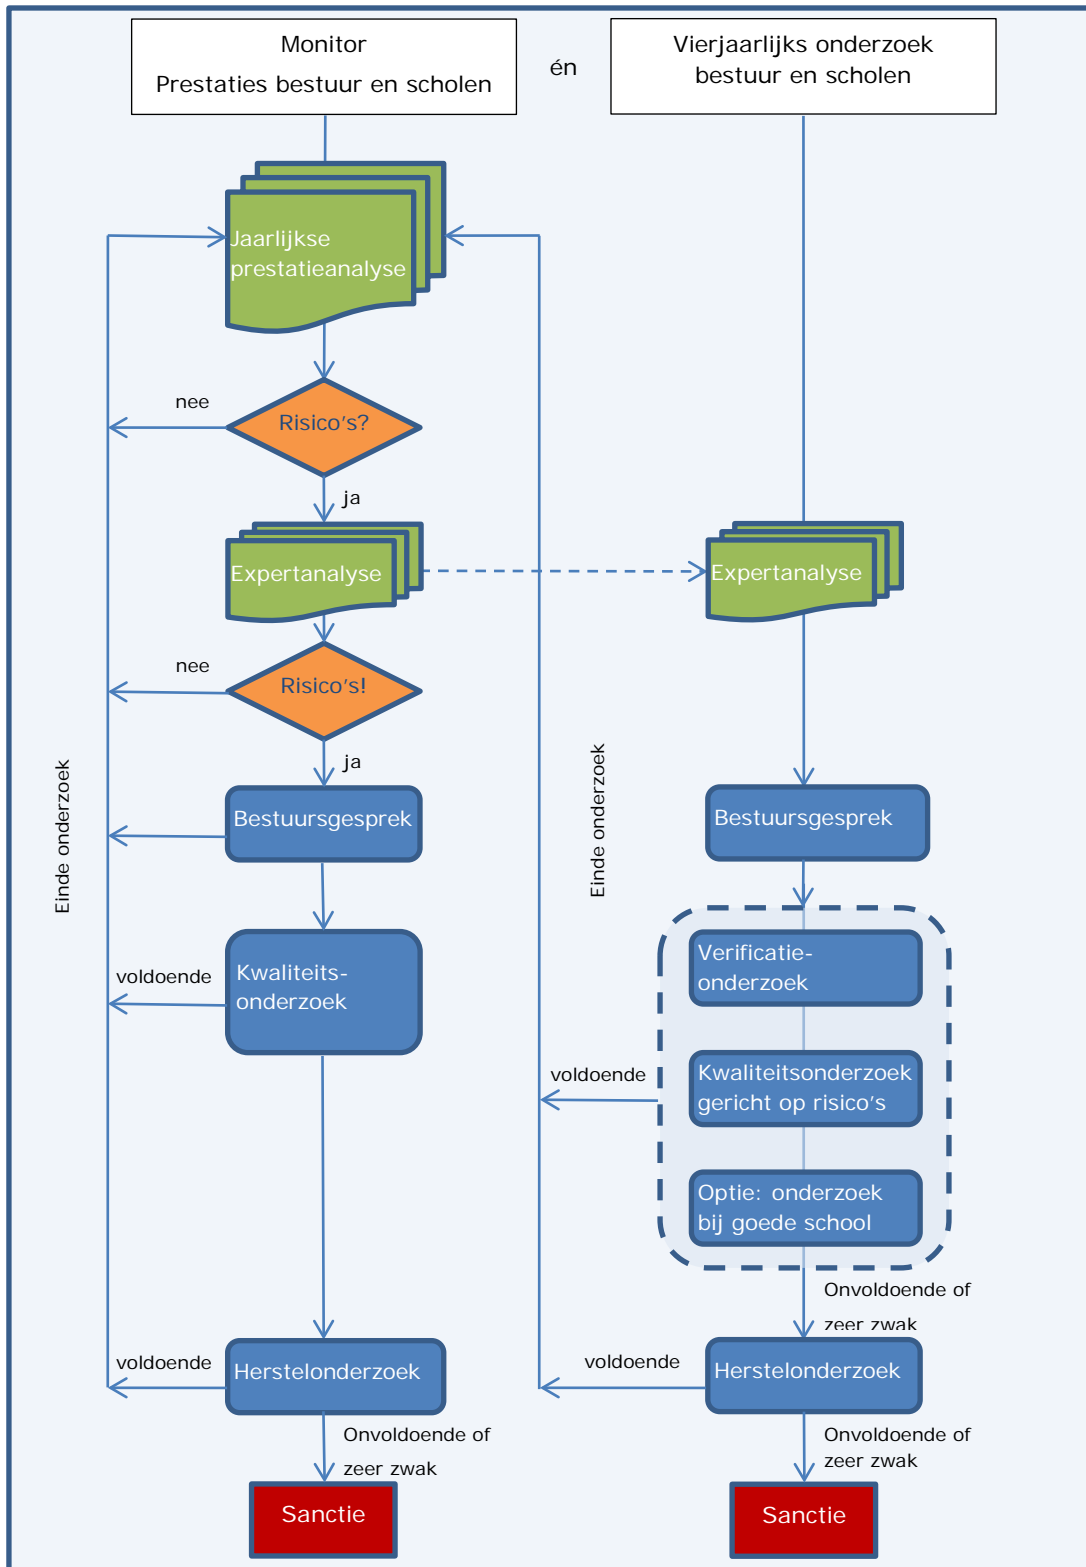 Monitor
Prestaties bestuur en scholen
én
Vierjaarlijks onderzoek
bestuur en scholen
Jaarlijkse
prestatieanalyse
nee
Risico's?
ja
Expertanalyse
Expertanalyse
nee
Risico's!
ja
Einde onderzoek
Bestuursgesprek
Einde onderzoek
Bestuursgesprek
voldoende
Kwaliteits-
onderzoek
Verificatie-
onderzoek
voldoende
Kwaliteitsonderzoek
gericht op risico's
Optie: onderzoek
bij goede school
Onvoldoende of
zeer zwak
voldoende
Herstelonderzoek
voldoende
Herstelonderzoek
Onvoldoende of
zeer zwak
Onvoldoende of
zeer zwak
Sanctie
Sanctie